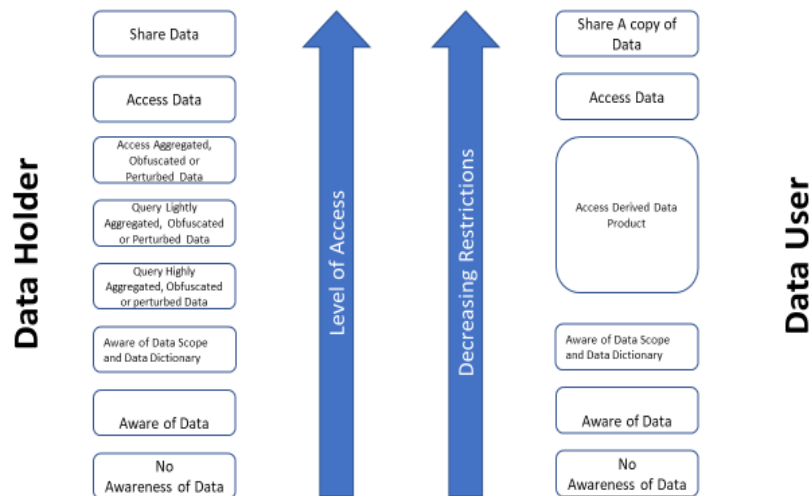 Data Holder
Share Data
Access Data
Access Aggregated,
Obfuscated or
Perturbed Data
Query Lightly
Aggregated, Obfuscated
or Perturbed Data
Query Highly
Aggregated, Obfuscated
or perturbed Data
Aware of Data Scope
and Data Dictionary
Aware of Data
No
Awareness of Data
Level of Access
Decreasing Restrictions
Share A copy of
Data
Access Data
Access Derived Data
Product
Aware of Data Scope
and Data Dictionary
Aware of Data
No
Awareness of Data
Data User